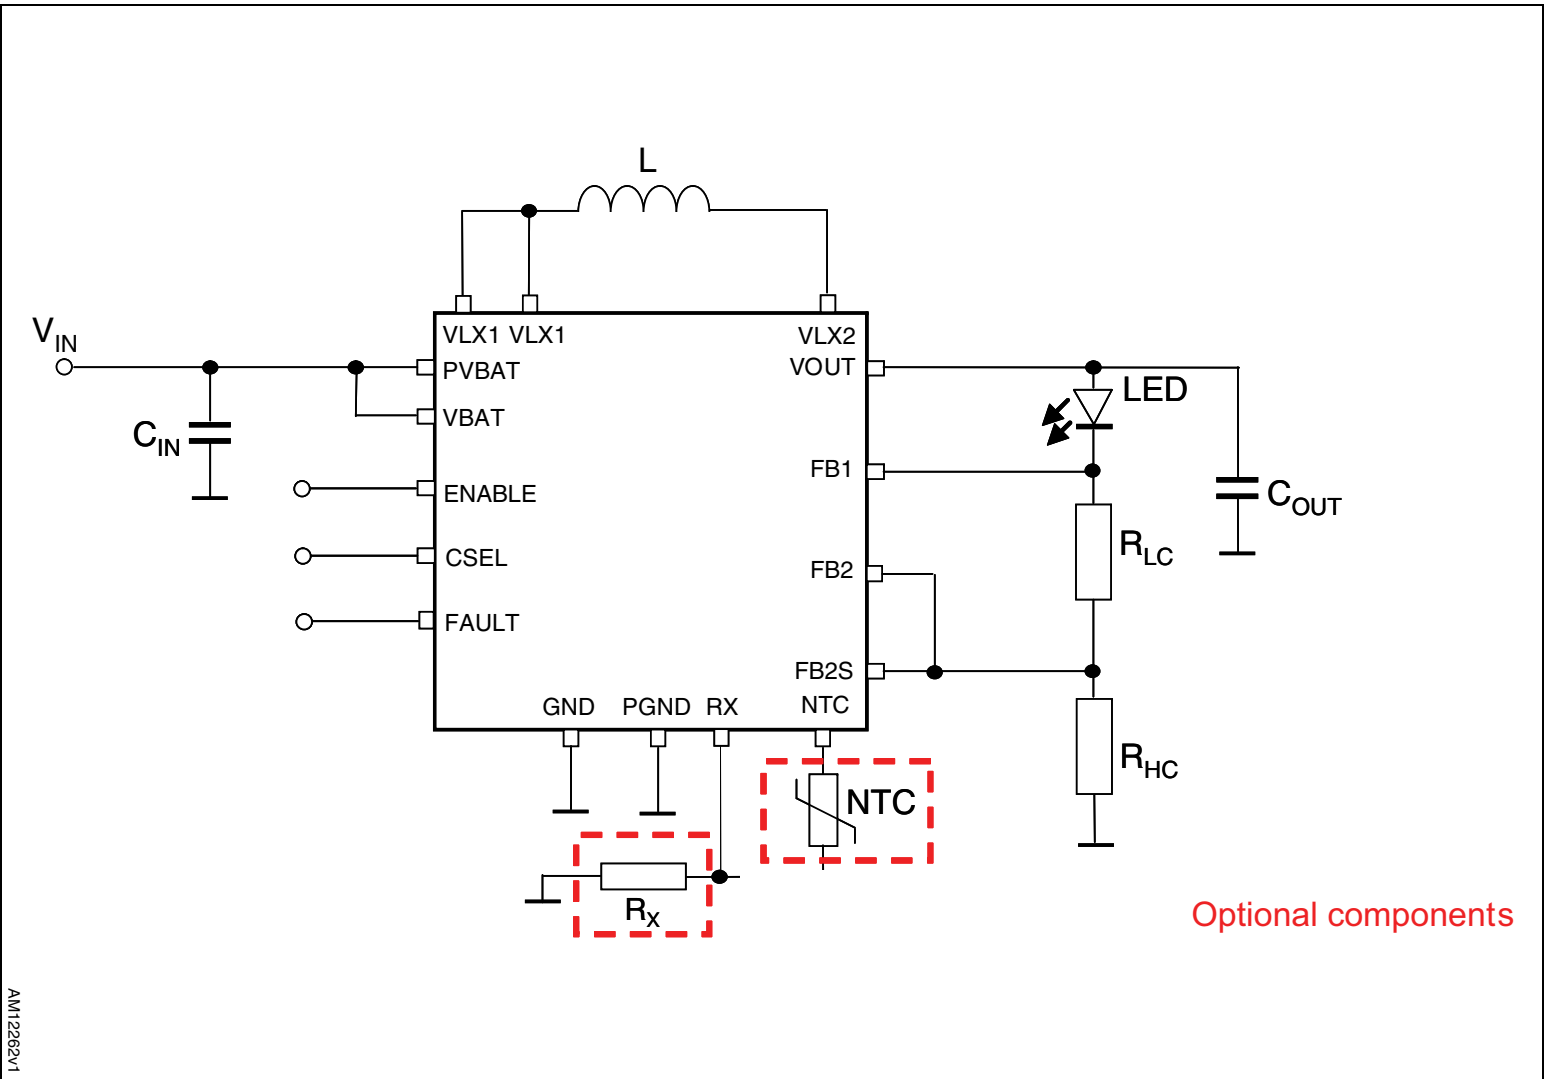 L
VIN
VLX1 VLX1
VLX2
PVBAT
VOUT
LED
VBAT
CIN
FB1
ENABLE
COUT
RLC
CSEL
FB2
FAULT
FB2S
GND
PGND
RX
NTC
RHC
NTC
RX
Optional components
AM12262v1